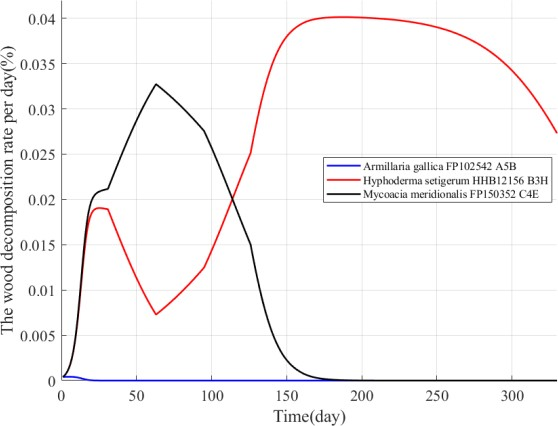 The wood decomposition rate per day(%)
0.04
0.035
0.03
0.025
0.02
0.015
0.01
0.005
0
Armillaria gallica FP102542 A5B
Hyphoderma setigerum HHB12156 B3H
Mycoacia meridionalis FP150352 C4E
0 50 100 150 200 250 300
Time(day)